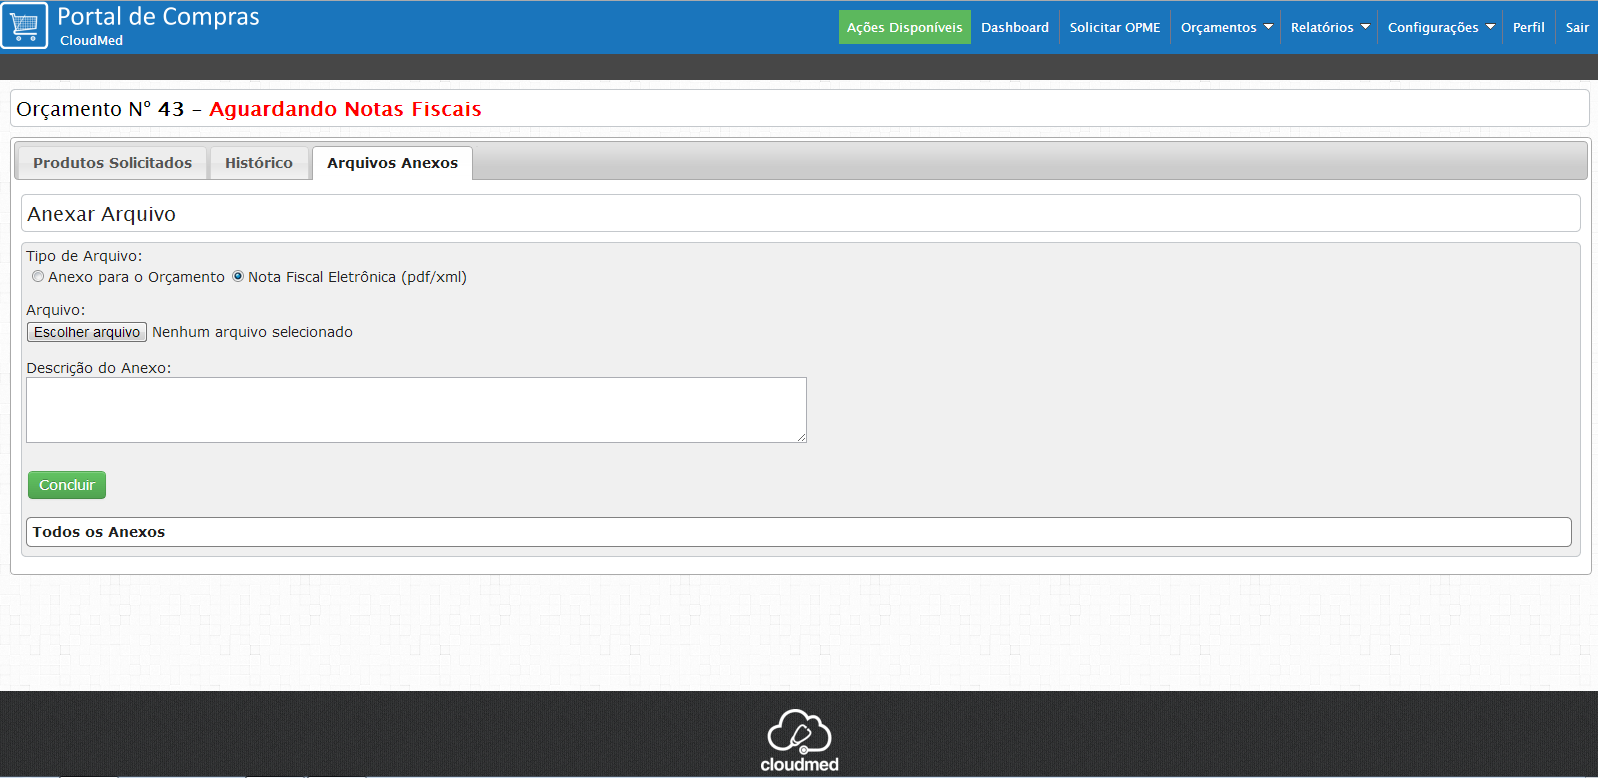 Portal de Compras
CloudMed
Ações Disponíveis Dashboard Solicitar OPME Orçamentos Relatórios Configurações Perfil Sair
Orçamento Nº 43 - Aguardando Notas Fiscais
Produtos Solicitados Histórico Arquivos Anexos
Anexar Arquivo
Tipo de Arquivo:
Anexo para o Orçamento Nota Fiscal Eletrônica (pdf/xml)
Arquivo:
Escolher arquivo Nenhum arquivo selecionado
Descrição do Anexo:
Concluir
Todos os Anexos
cloudmed